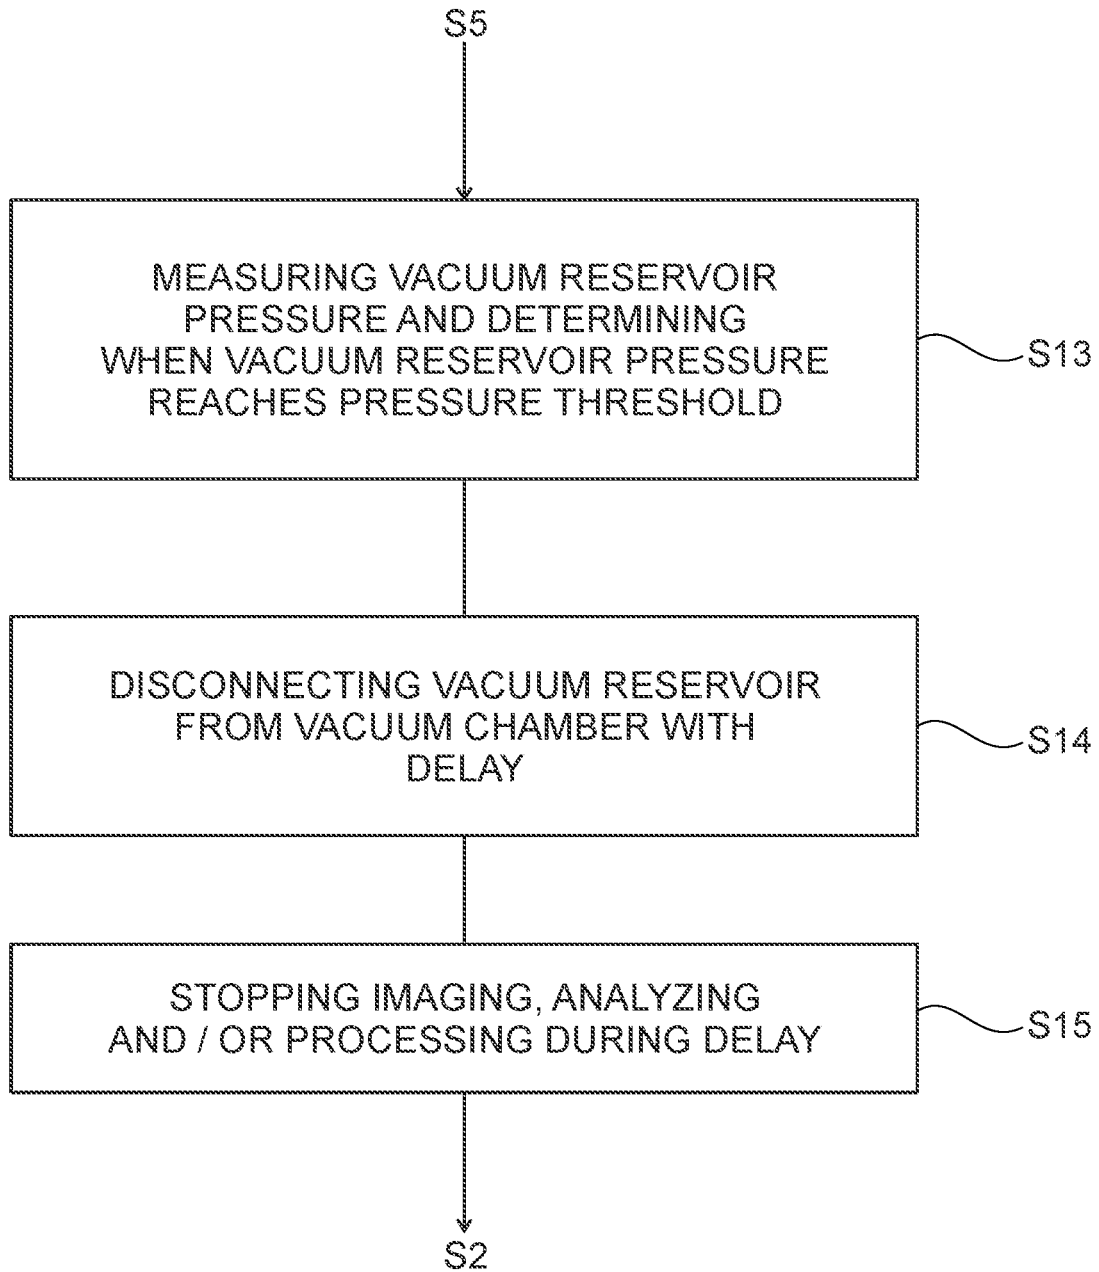 S5
MEASURING VACUUM RESERVOIR
PRESSURE AND DETERMINING
WHEN VACUUM RESERVOIR PRESSURE
REACHES PRESSURE THRESHOLD
S13
DISCONNECTING VACUUM RESERVOIR
FROM VACUUM CHAMBER WITH
DELAY
S14
STOPPING IMAGING, ANALYZING
AND / OR PROCESSING DURING DELAY
S15
S2